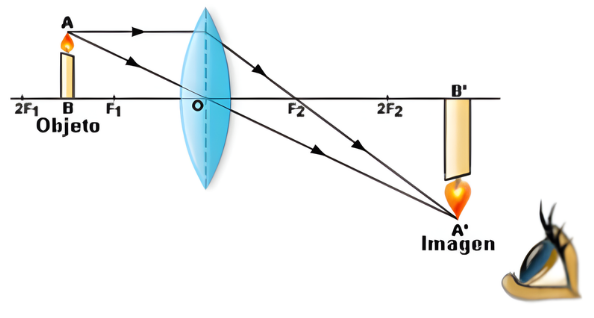 A
B'
2F₁ B F₁ O F₂ 2F₂
Objeto
A'
Imagen